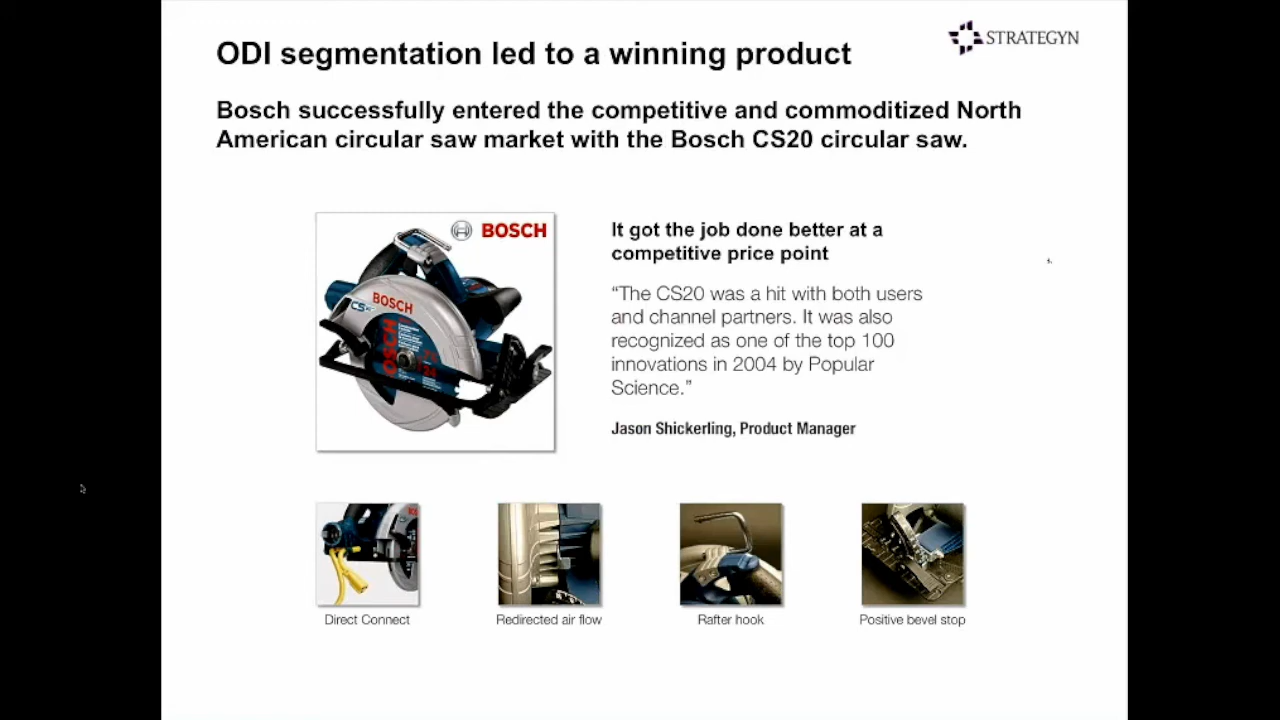 STRATEGYN
ODI segmentation led to a winning product
Bosch successfully entered the competitive and commoditized North
American circular saw market with the Bosch CS20 circular saw.
BOSCH
BOSCH
It got the job done better at a
competitive price point
“The CS20 was a hit with both users
and channel partners. It was also
recognized as one of the top 100
innovations in 2004 by Popular
Science.”
Jason Shickerling, Product Manager
Direct Connect
Redirected air flow
Rafter hook
Positive bevel stop